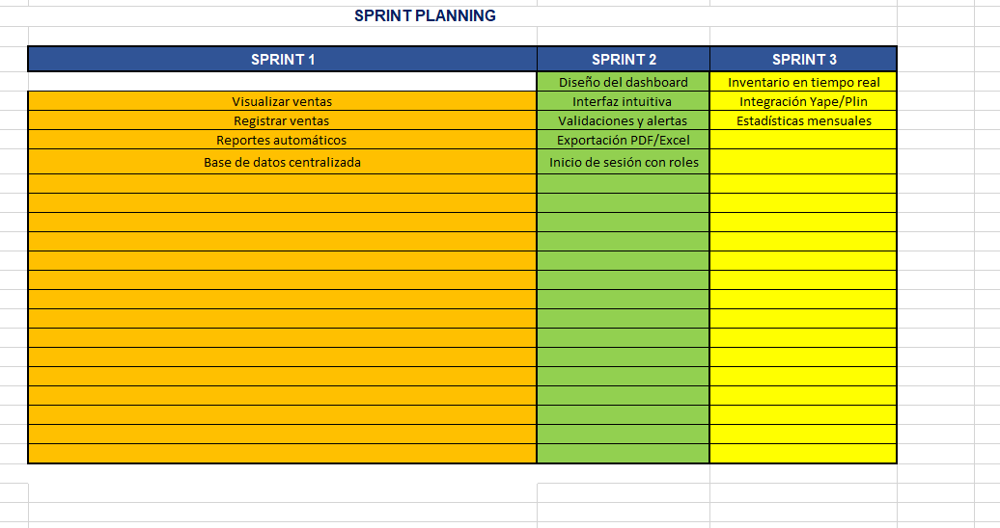 SPRINT PLANNING
SPRINT 1 SPRINT 2 SPRINT 3
Diseño del dashboard Inventario en tiempo real
Visualizar ventas Interfaz intuitiva Integración Yape/Plin
Registrar ventas Validaciones y alertas Estadísticas mensuales
Reportes automáticos Exportación PDF/Excel
Base de datos centralizada Inicio de sesión con roles